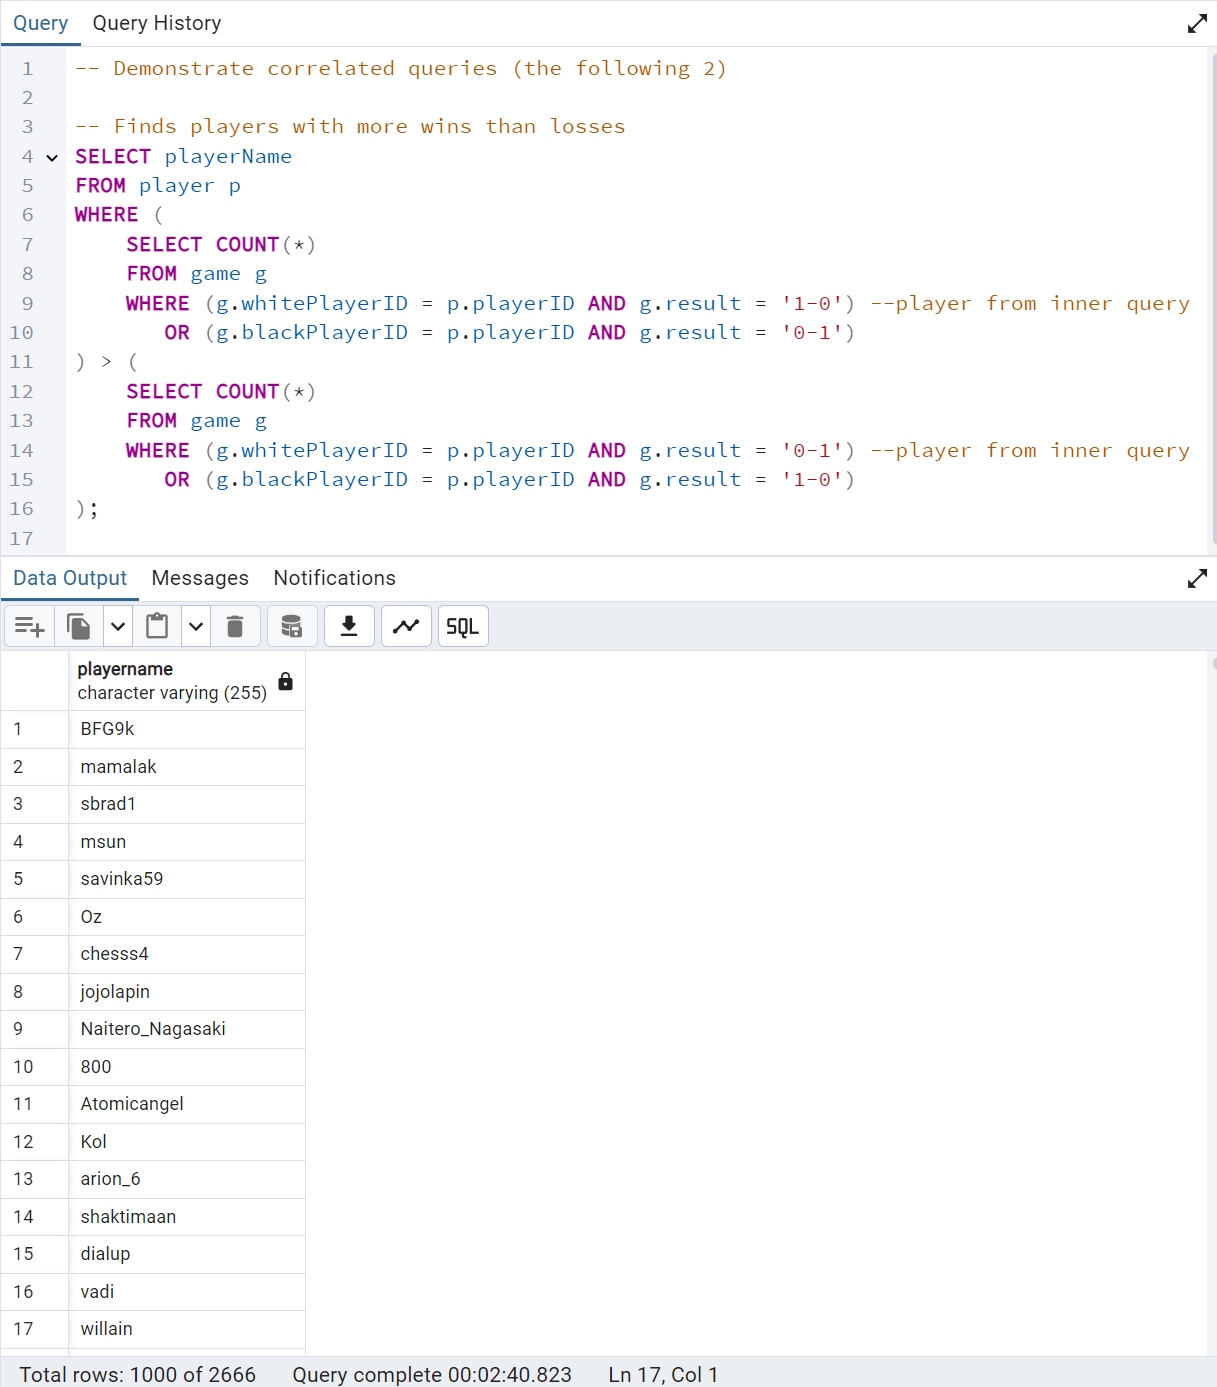 Query Query History
1 -- Demonstrate correlated queries (the following 2)
2
3 -- Finds players with more wins than losses
4 SELECT playerName
5 FROM player p
6 WHERE (
7 SELECT COUNT(*)
8 FROM game g
9 WHERE (g.whitePlayerID = p.playerID AND g.result = '1-0') --player from inner query
10 OR (g.blackPlayerID = p.playerID AND g.result = '0-1')
11 ) > (
12 SELECT COUNT(*)
13 FROM game g
14 WHERE (g.whitePlayerID = p.playerID AND g.result = '0-1') --player from inner query
15 OR (g.blackPlayerID = p.playerID AND g.result = '1-0')
16 );
17
Data Output Messages Notifications
SQL
playername
character varying (255)
1 BFG9k
2 mamalak
3 sbrad1
4 msun
5 savinka59
6 Oz
7 chesss4
8 jojolapin
9 Naitero_Nagasaki
10 800
11 Atomicangel
12 Kol
13 arion_6
14 shaktimaan
15 dialup
16 vadi
17 willain
Total rows: 1000 of 2666 Query complete 00:02:40.823 Ln 17, Col 1